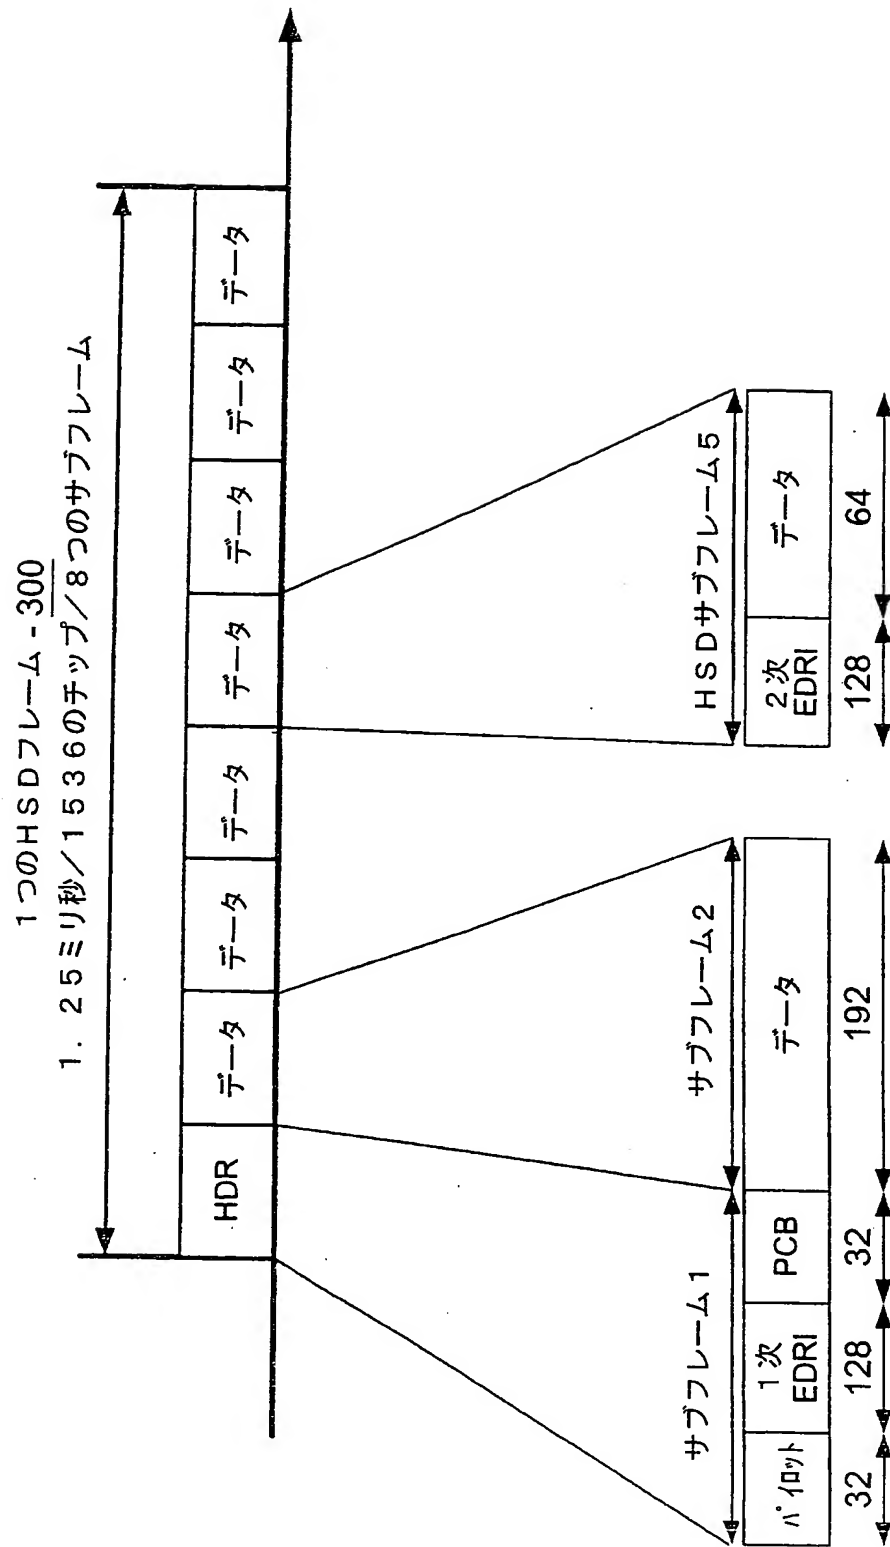 1つのHSDフレーム - 300
1. 25ミリ秒／1536のチップ／8つのサブフレーム
HDR
データ
データ
データ
データ
データ
データ
データ
サブフレーム1
サブフレーム2
HSDサブフレーム5
パイロット
1次
EDRI
PCB
データ
2次
EDRI
データ
32
128
32
192
128
64